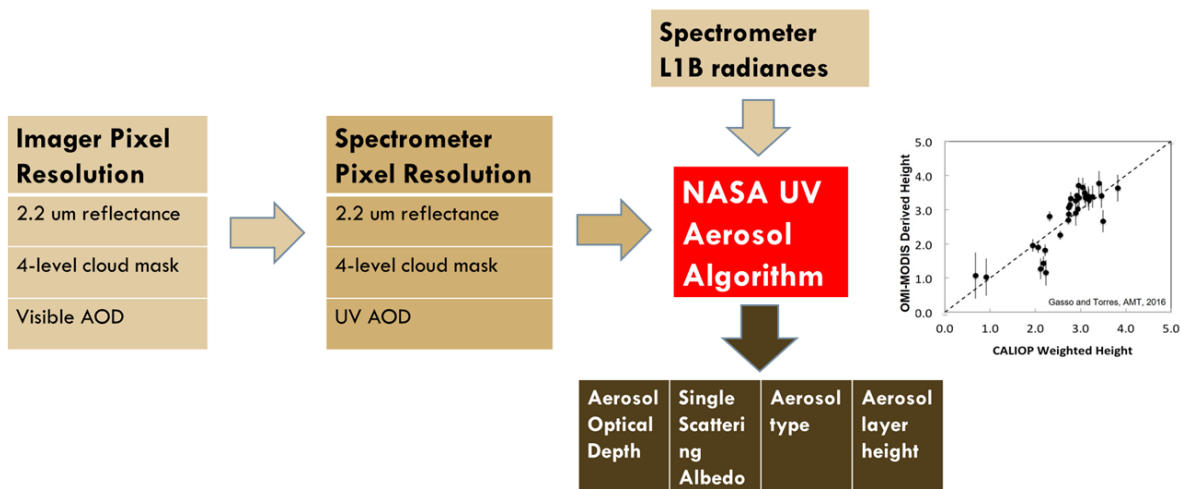 Spectrometer
L1B radiances
Imager Pixel
Resolution
2.2 um reflectance
4-level cloud mask
Visible AOD
Spectrometer
Pixel Resolution
2.2 um reflectance
4-level cloud mask
UV AOD
NASA UV
Aerosol
Algorithm
Aerosol
Optical
Depth
Single
Scatteri
ng
Albedo
Aerosol
type
Aerosol
layer
height
OMI-MODIS Derived Height
5.0
4.0
3.0
2.0
1.0
0.0
Gasso and Torres, AMT, 2016
0.0 1.0 2.0 3.0 4.0 5.0
CALIOP Weighted Height